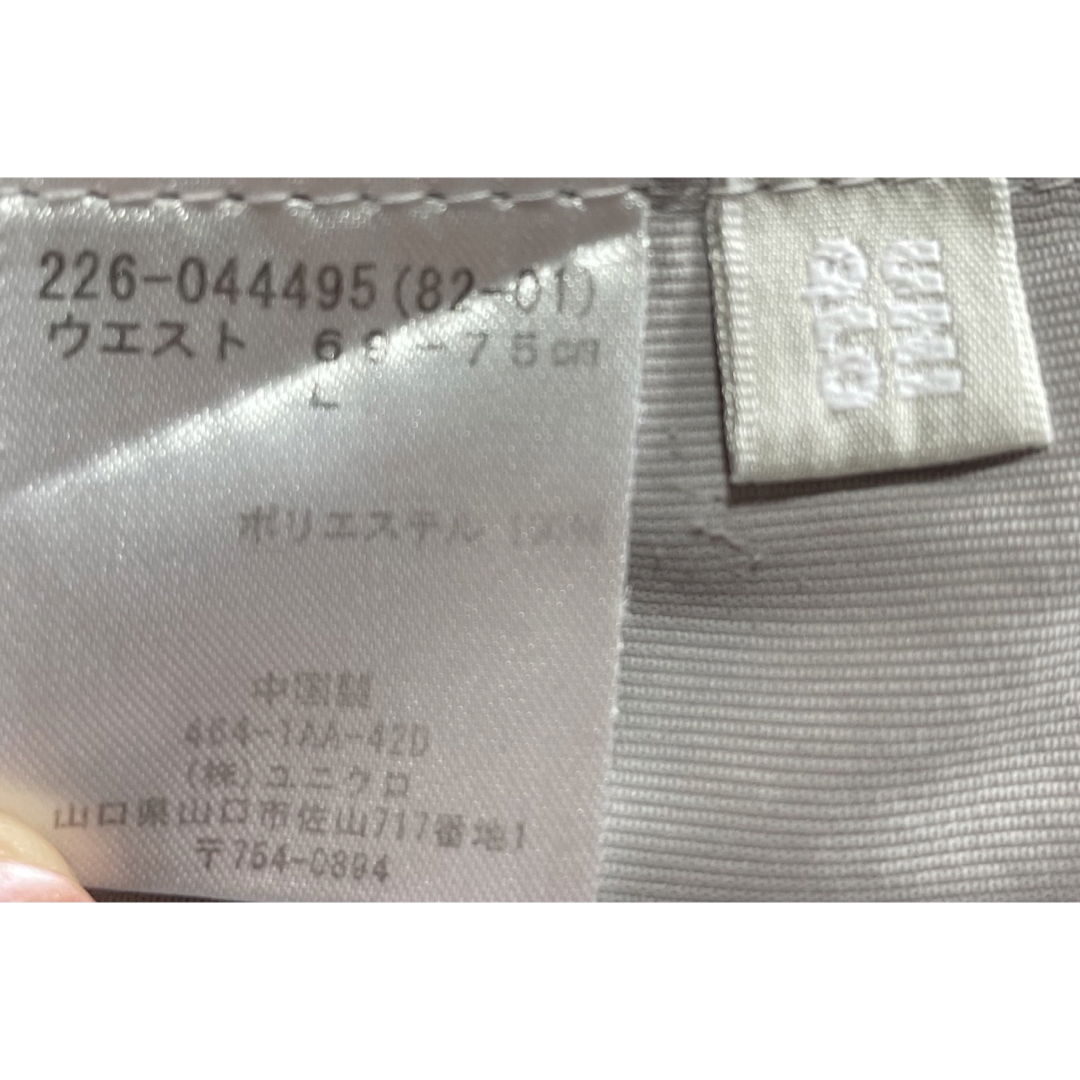 226-044495(82-01)
ウエスト 69-75cm
L
ポリエステル 100%
中国製
464-1AA-42D
(株)ユニクロ
山口県山口市佐山717番地1
〒754-0894